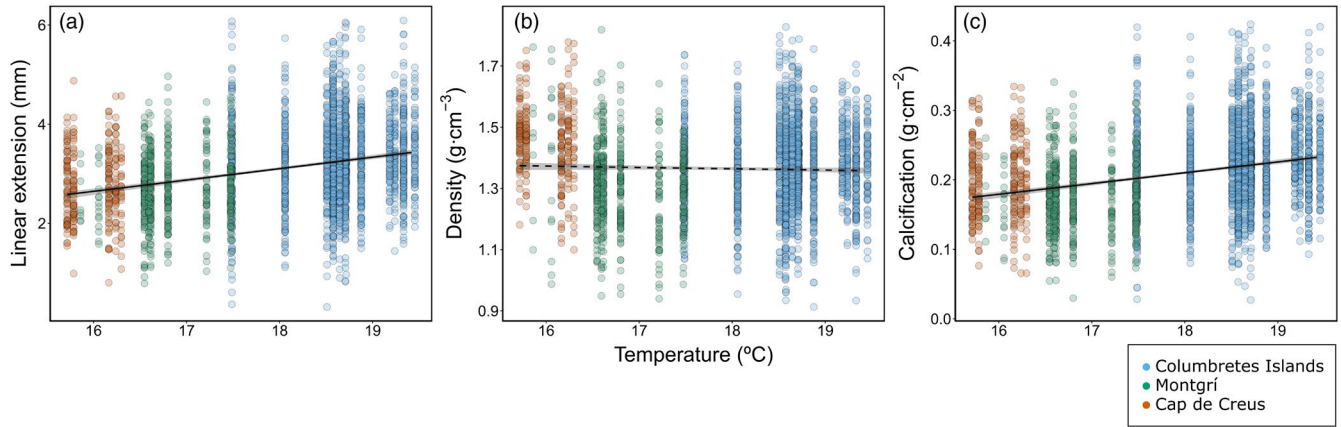 (a)
Linear extension (mm)
6
4
2
16
17
18
19
(b)
Density (g·cm−3)
1.7
1.5
1.3
1.1
0.9
16
17
18
19
Temperature (ºC)
(c)
Calcification (g·cm−2)
0.4
0.3
0.2
0.1
0.0
16
17
18
19
Columbretes Islands
Montgrí
Cap de Creus